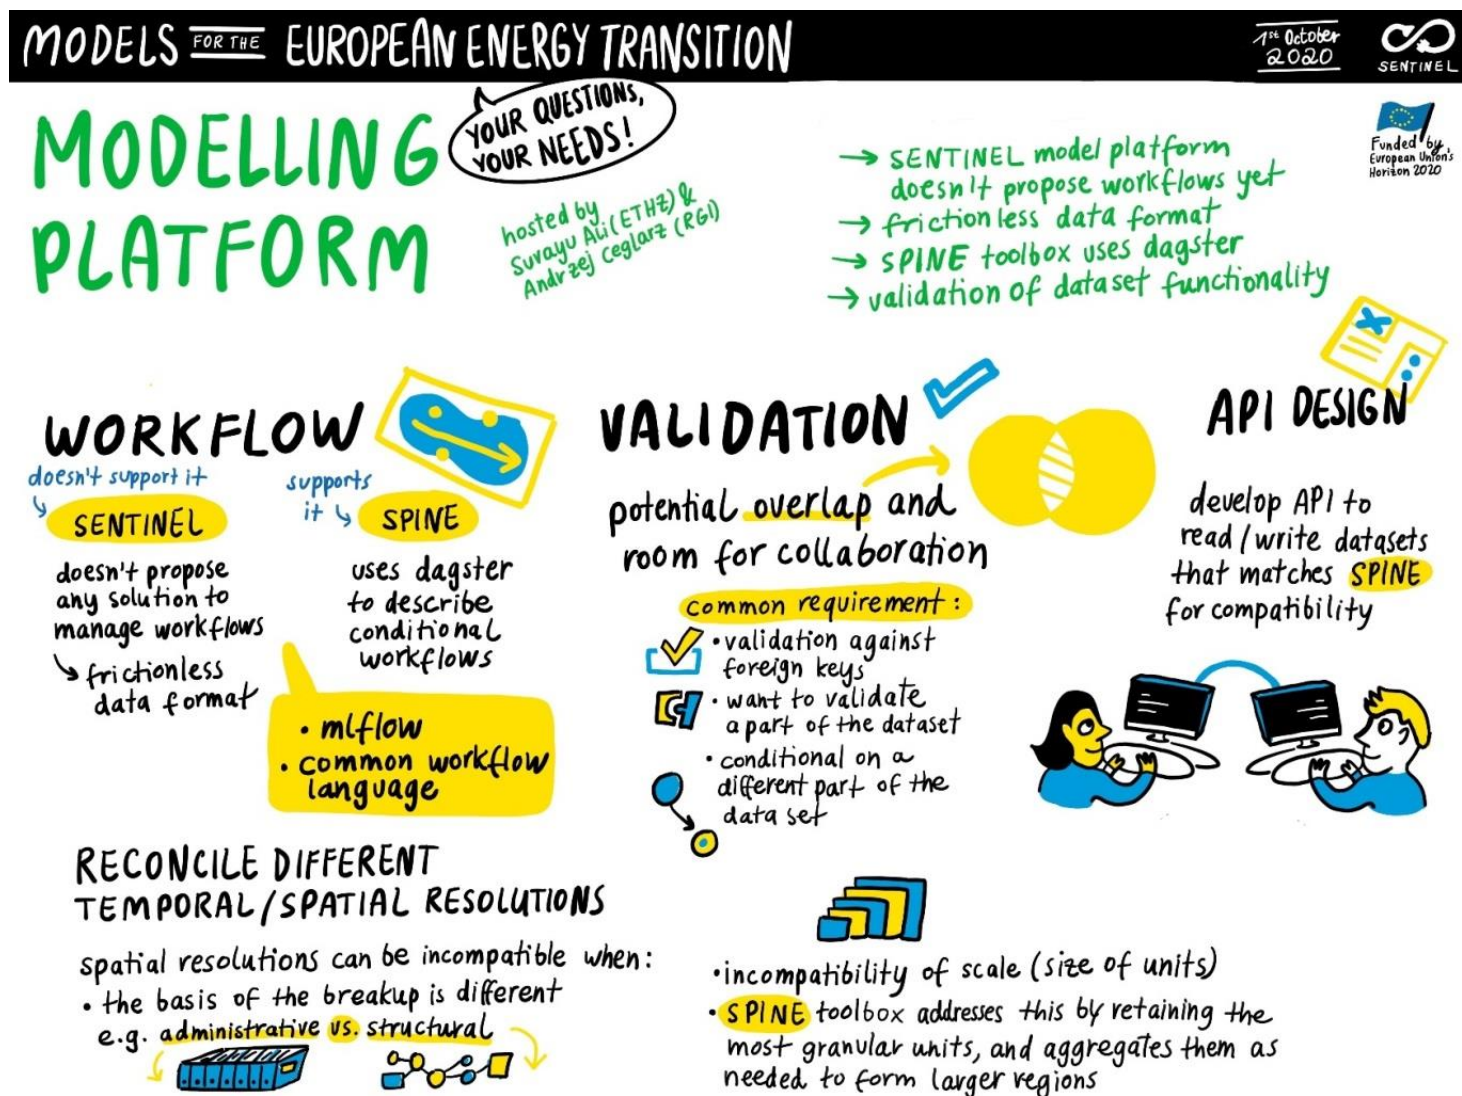 MODELS FOR THE EUROPEAN ENERGY TRANSITION
1st October
2020
SENTINEL
MODELLING
PLATFORM
YOUR QUESTIONS,
YOUR NEEDS!
hosted by
Surayu Ali (ETHZ) &
Andrzej Ceglarz (RGI)
→ SENTINEL model platform
doesn't propose workflows yet
→ frictionless data format
→ SPINE toolbox uses dagster
→ validation of dataset functionality
Funded by
European Union's
Horizon 2020
WORKFLOW
doesn't support it
SENTINEL
doesn't propose
any solution to
manage workflows
frictionless
data format
supports
it
SPINE
uses dagster
to describe
conditional
workflows
• mlflow
• common workflow
language
VALIDATION
potential overlap and
room for collaboration
common requirement:
• validation against
foreign keys
• want to validate
a part of the dataset
• conditional on a
different part of the
data set
API DESIGN
develop API to
read/write datasets
that matches SPINE
for compatibility
RECONCILE DIFFERENT
TEMPORAL/SPATIAL RESOLUTIONS
spatial resolutions can be incompatible when:
• the basis of the breakup is different
e.g. administrative vs. structural
• incompatibility of scale (size of units)
• SPINE toolbox addresses this by retaining the
most granular units, and aggregates them as
needed to form larger regions